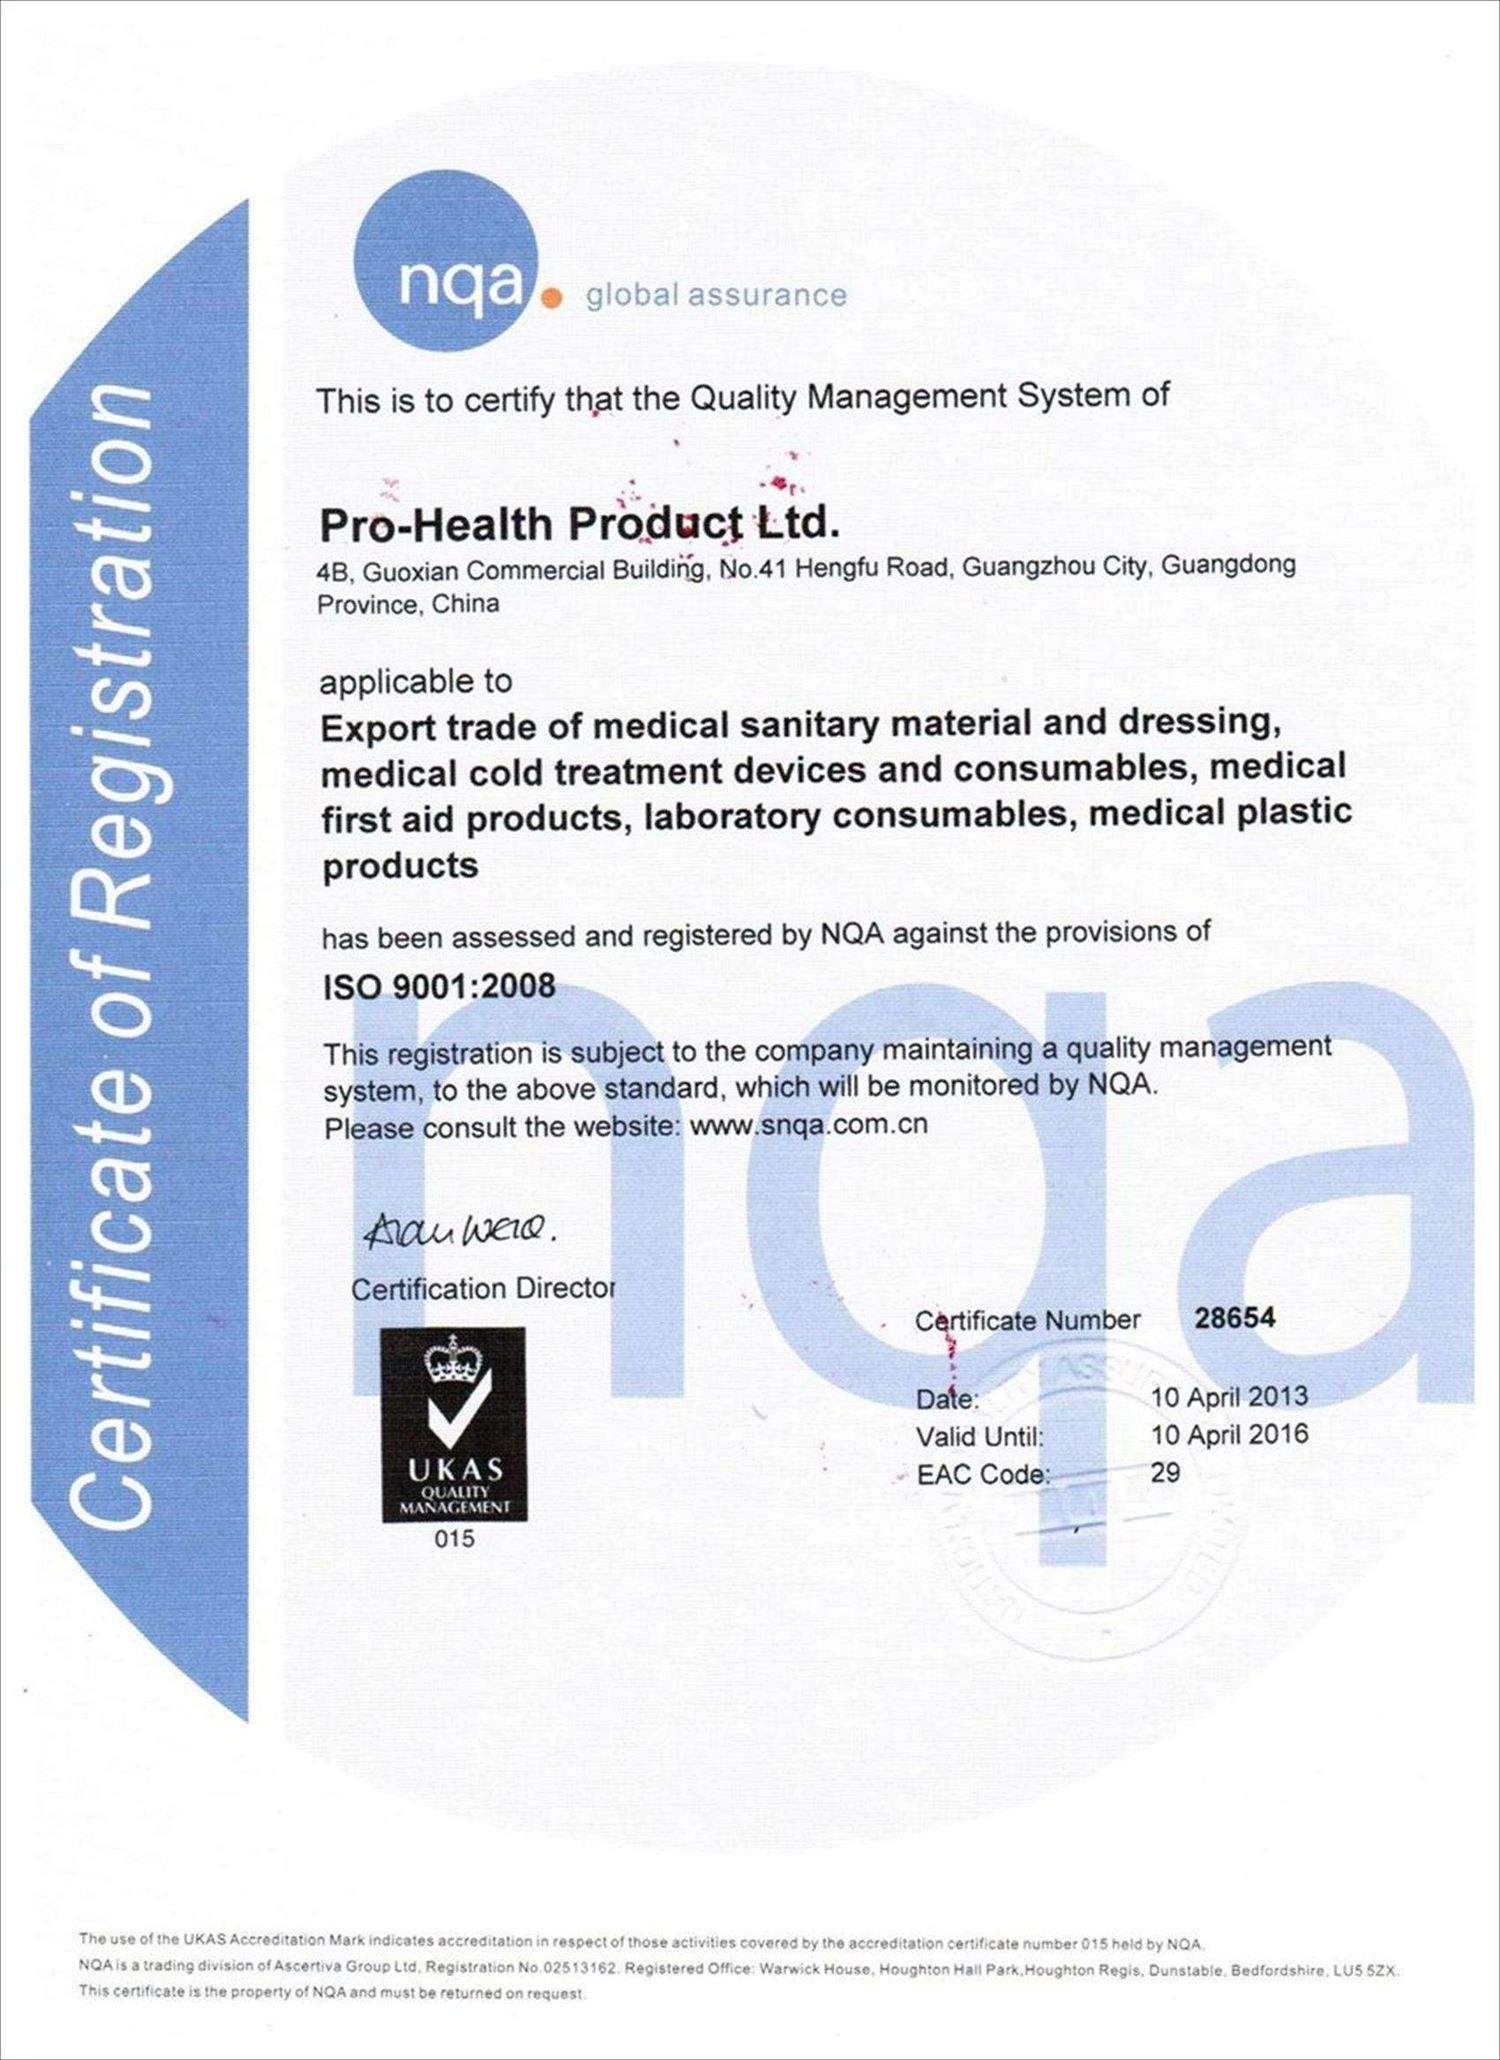 Certificate of Registration
nqa.
global assurance
This is to certify that the Quality Management System of
Pro-Health Product Ltd.
4B, Guoxian Commercial Building, No.41 Hengfu Road, Guangzhou City, Guangdong
Province, China
applicable to
Export trade of medical sanitary material and dressing,
medical cold treatment devices and consumables, medical
first aid products, laboratory consumables, medical plastic
products
has been assessed and registered by NQA against the provisions of
ISO 9001:2008
This registration is subject to the company maintaining a quality management
system, to the above standard, which will be monitored by NQA.
Please consult the website: www.snqa.com.cn
nqa
Certification Director
UKAS
QUALITY
MANAGEMENT
015
Certificate Number 28654
Date: 10 April 2013
Valid Until: 10 April 2016
EAC Code: 29
The use of the UKAS Accreditation Mark indicates accreditation in respect of those activities covered by the accreditation certificate number 015 held by NQA.
NQA is a trading division of Ascertiva Group Ltd, Registration No.02513162. Registered Office: Warwick House, Houghton Hall Park,Houghton Regis, Dunstable, Bedfordshire, LU5 5ZX.
This certificate is the property of NQA and must be returned on request.